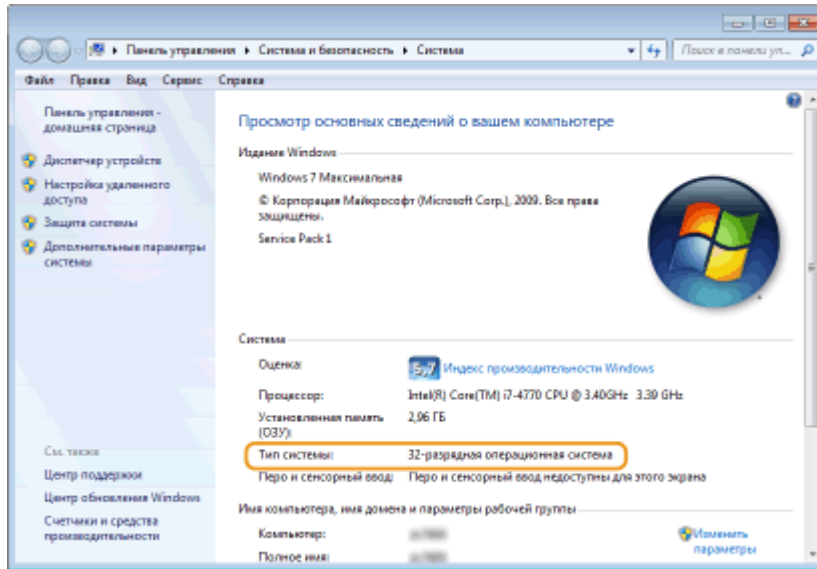 Панель управления ▸ Система и безопасность ▸ Система
Поиск в панели уп...
Файл Правка Вид Сервис Справка
Панель управления -
домашняя страница
Диспетчер устройств
Настройка удаленного
доступа
Защита системы
Дополнительные параметры
системы
См. также
Центр поддержки
Центр обновления Windows
Счетчики и средства
производительности
Просмотр основных сведений о вашем компьютере
Издание Windows
Windows 7 Максимальная
© Корпорация Майкрософт (Microsoft Corp.), 2009. Все права
защищены.
Service Pack 1
Система
Оценка: 5,7 Индекс производительности Windows
Процессор: Intel(R) Core(TM) i7-4770 CPU @ 3.40GHz 3.39 GHz
Установленная память 2,96 ГБ
(ОЗУ):
Тип системы: 32-разрядная операционная система
Перо и сенсорный ввод: Перо и сенсорный ввод недоступны для этого экрана
Имя компьютера, имя домена и параметры рабочей группы
Компьютер:
Изменить
параметры
Полное имя: